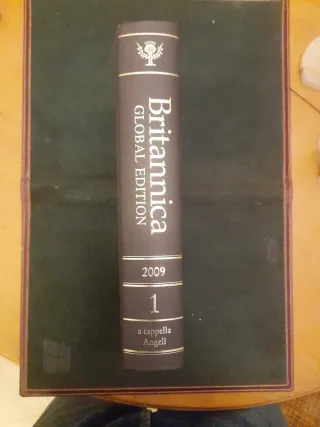 Britannica
GLOBAL EDITION
2009
1
a cappella
Angell